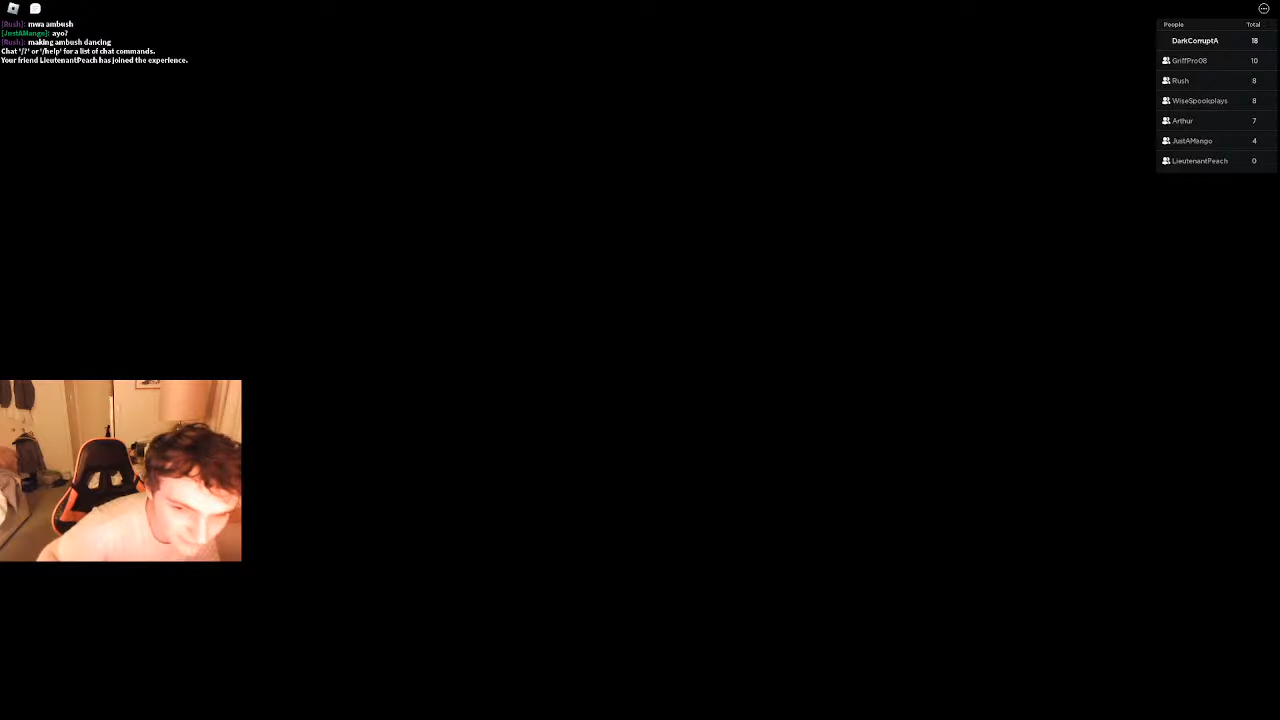 [Rush]: mwa ambush
[JustAMango]: ayo?
[Rush]: making ambush dancing
Chat '/?' or '/help' for a list of chat commands.
Your friend LieutenantPeach has joined the experience.
People Total
DarkCorruptA 18
GriffPro08 10
Rush 8
WiseSpookplays 8
Arthur 7
JustAMango 4
LieutenantPeach 0